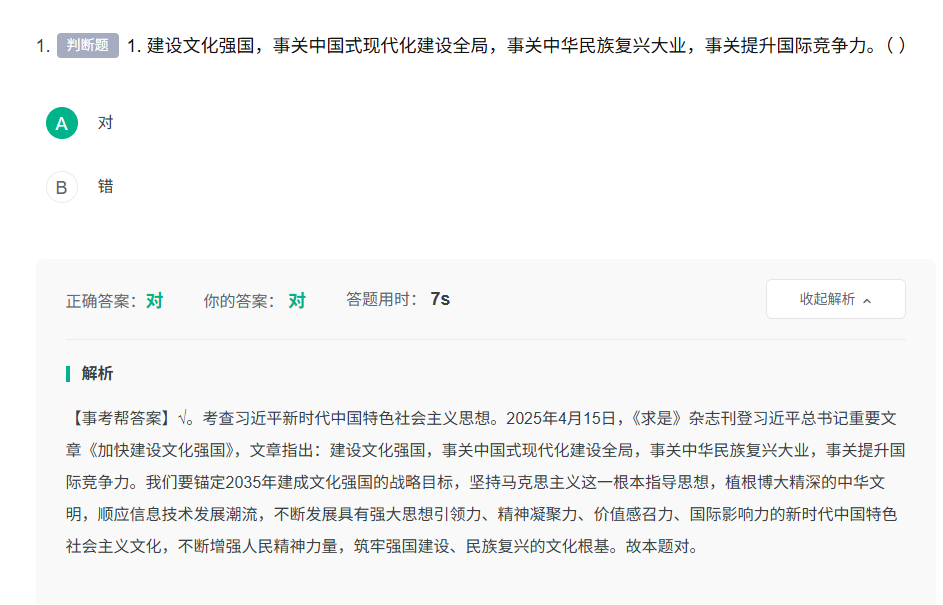 1. 判断题 1. 建设文化强国，事关中国式现代化建设全局，事关中华民族复兴大业，事关提升国际竞争力。( )
A 对
B 错
正确答案：对 你的答案：对 答题用时：7s 收起解析
解析
【事考帮答案】√。考查习近平新时代中国特色社会主义思想。2025年4月15日，《求是》杂志刊登习近平总书记重要文
章《加快建设文化强国》，文章指出：建设文化强国，事关中国式现代化建设全局，事关中华民族复兴大业，事关提升国
际竞争力。我们要锚定2035年建成文化强国的战略目标，坚持马克思主义这一根本指导思想，植根博大精深的中华文
明，顺应信息技术发展潮流，不断发展具有强大思想引领力、精神凝聚力、价值感召力、国际影响力的新时代中国特色
社会主义文化，不断增强人民精神力量，筑牢强国建设、民族复兴的文化根基。故本题对。